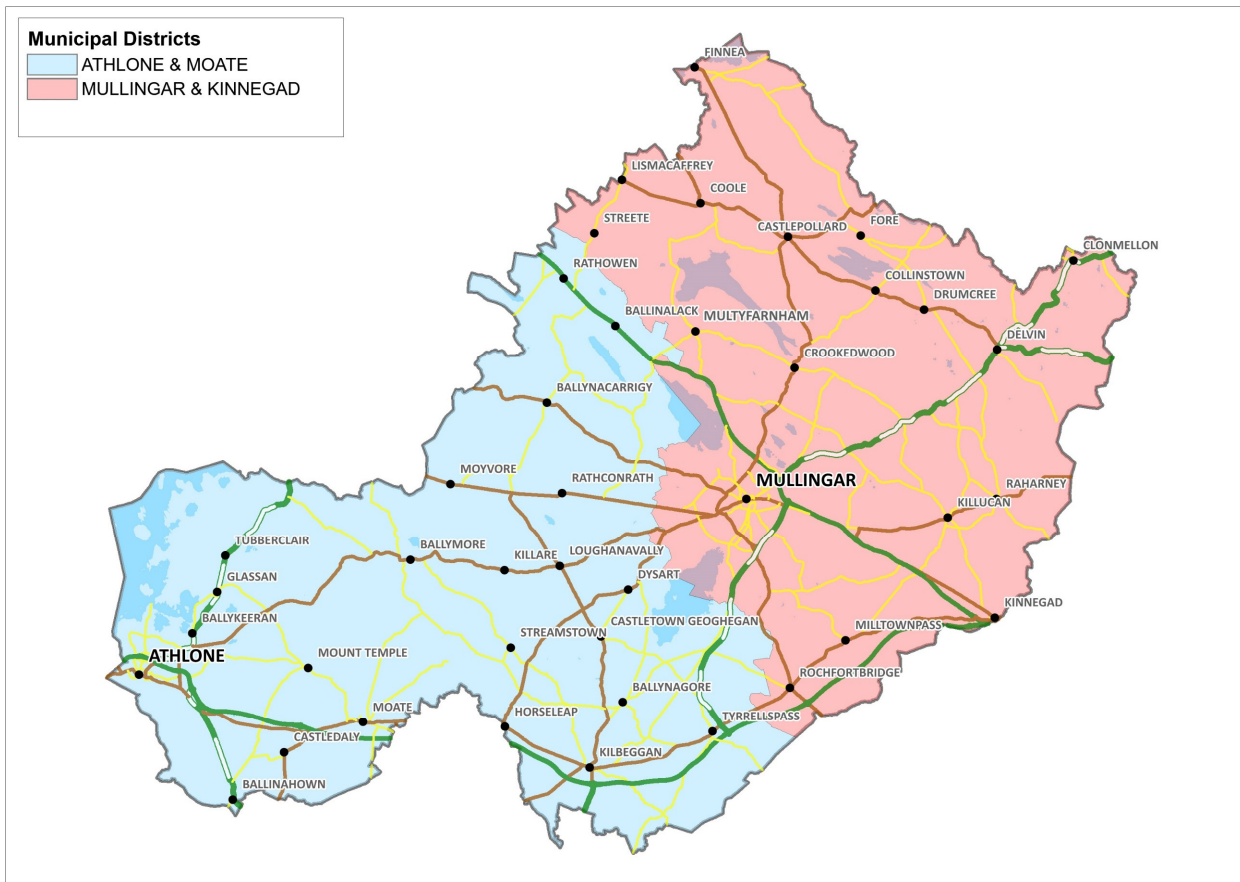 Municipal Districts
ATHLONE & MOATE
MULLINGAR & KINNEGAD
FINNEA
LISMACAFFREY
COOLE
STREETE
CASTLEPOLLARD
FORE
CLONMELLON
RATHOWEN
COLLINSTOWN
DRUMCREE
BALLINALACK
MULTYFARNHAM
DELVIN
CROOKEDWOOD
BALLYNACARRIGY
MOYVORE
RATHCONRATH
MULLINGAR
RAHARNEY
KILLUCAN
TUBBERCLAIR
BALLYMORE
KILLARE
LOUGHANAVALLY
GLASSAN
DYSART
KINNEGAD
BALLYKEERAN
CASTLETOWN GEOGHEGAN
MILLTOWNPASS
STREAMSTOWN
ATHLONE
MOUNT TEMPLE
ROCHFORTBRIDGE
BALLYNAGORE
MOATE
HORSELEAP
TYRRELLSPASS
CASTLEDALY
KILBEGGAN
BALLINAHOWN